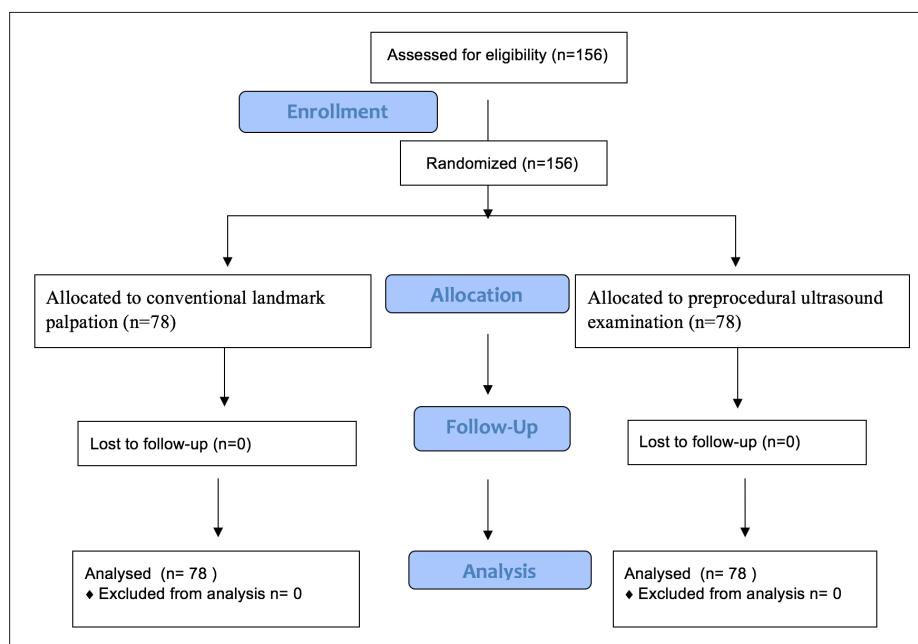 Assessed for eligibility (n=156)
Enrollment
Randomized (n=156)
Allocated to conventional landmark
palpation (n=78)
Allocation
Allocated to preprocedural ultrasound
examination (n=78)
Lost to follow-up (n=0)
Follow-Up
Lost to follow-up (n=0)
Analysed  (n= 78 )
♦ Excluded from analysis n= 0
Analysis
Analysed  (n= 78 )
♦ Excluded from analysis n= 0